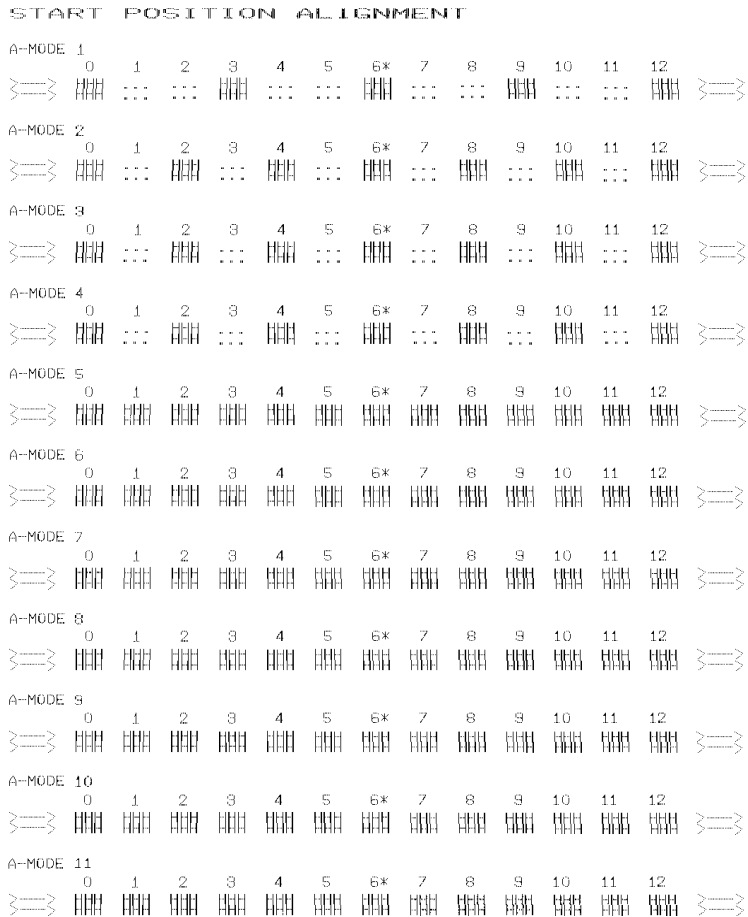 START POSITION ALIGNMENT
A-MODE 1
0 1 2 3 4 5 6* 7 8 9 10 11 12
A-MODE 2
0 1 2 3 4 5 6* 7 8 9 10 11 12
A-MODE 3
0 1 2 3 4 5 6* 7 8 9 10 11 12
A-MODE 4
0 1 2 3 4 5 6* 7 8 9 10 11 12
A-MODE 5
0 1 2 3 4 5 6* 7 8 9 10 11 12
A-MODE 6
0 1 2 3 4 5 6* 7 8 9 10 11 12
A-MODE 7
0 1 2 3 4 5 6* 7 8 9 10 11 12
A-MODE 8
0 1 2 3 4 5 6* 7 8 9 10 11 12
A-MODE 9
0 1 2 3 4 5 6* 7 8 9 10 11 12
A-MODE 10
0 1 2 3 4 5 6* 7 8 9 10 11 12
A-MODE 11
0 1 2 3 4 5 6* 7 8 9 10 11 12